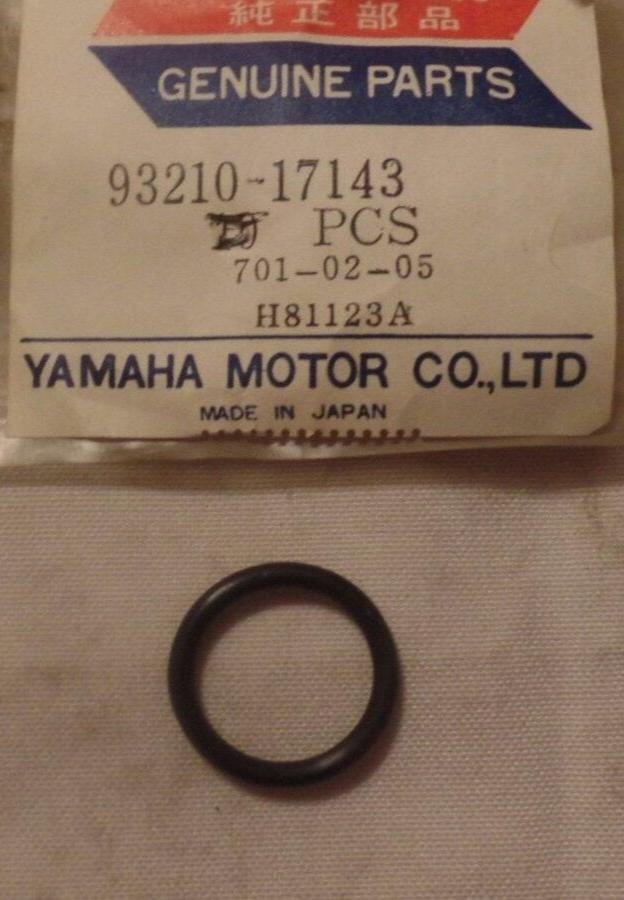 純正部品
GENUINE PARTS
93210-17143
PCS
701-02-05
H81123A
YAMAHA MOTOR CO.,LTD
MADE IN JAPAN